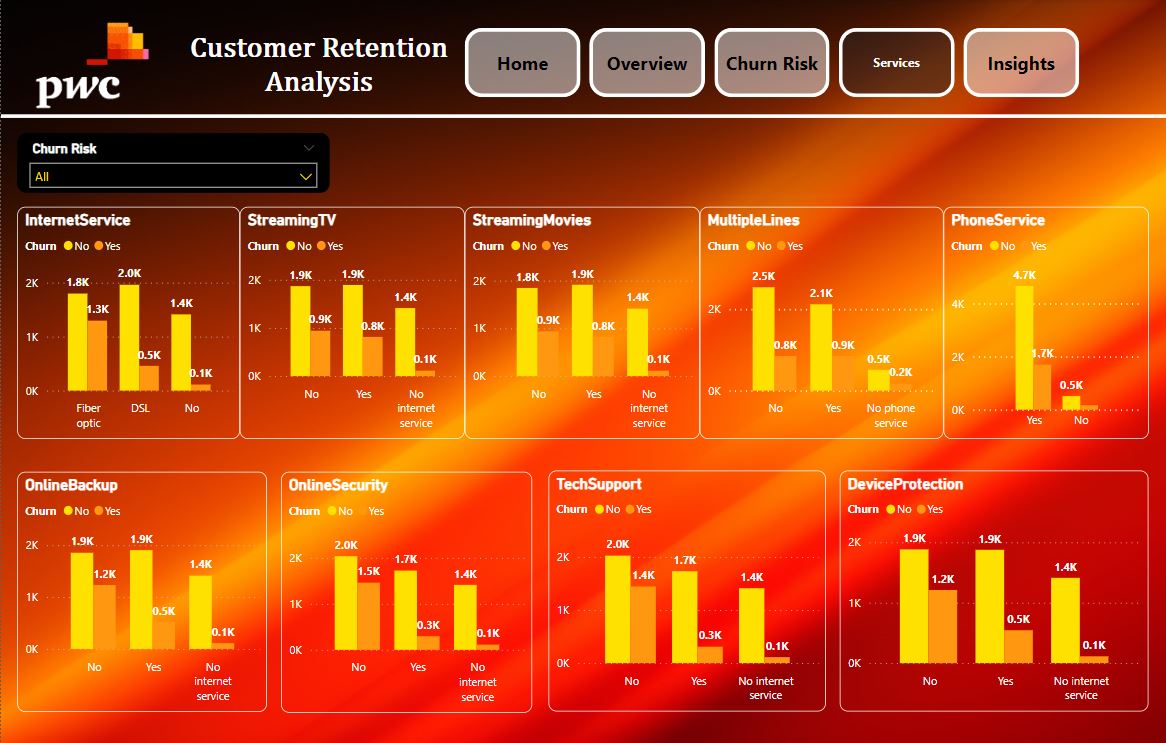 pwc
Customer Retention
Analysis
Home
Overview
Churn Risk
Services
Insights
Churn Risk
All
InternetService
Churn No Yes
2K
1K
0K
1.8K
1.3K
2.0K
0.5K
1.4K
0.1K
Fiber
optic
DSL
No
StreamingTV
Churn No Yes
2K
1K
0K
1.9K
0.9K
1.9K
0.8K
1.4K
0.1K
No
Yes
No
internet
service
StreamingMovies
Churn No Yes
2K
1K
0K
1.8K
0.9K
1.9K
0.8K
1.4K
0.1K
No
Yes
No
internet
service
MultipleLines
Churn No Yes
2K
0K
2.5K
0.8K
2.1K
0.9K
0.5K
0.2K
No
Yes
No phone
service
PhoneService
Churn No Yes
4K
2K
0K
4.7K
1.7K
0.5K
Yes
No
OnlineBackup
Churn No Yes
2K
1K
0K
1.9K
1.2K
1.9K
0.5K
1.4K
0.1K
No
Yes
No
internet
service
OnlineSecurity
Churn No Yes
2K
1K
0K
2.0K
1.5K
1.7K
0.3K
1.4K
0.1K
No
Yes
No
internet
service
TechSupport
Churn No Yes
2K
1K
0K
2.0K
1.4K
1.7K
0.3K
1.4K
0.1K
No
Yes
No internet
service
DeviceProtection
Churn No Yes
2K
1K
0K
1.9K
1.2K
1.9K
0.5K
1.4K
0.1K
No
Yes
No internet
service